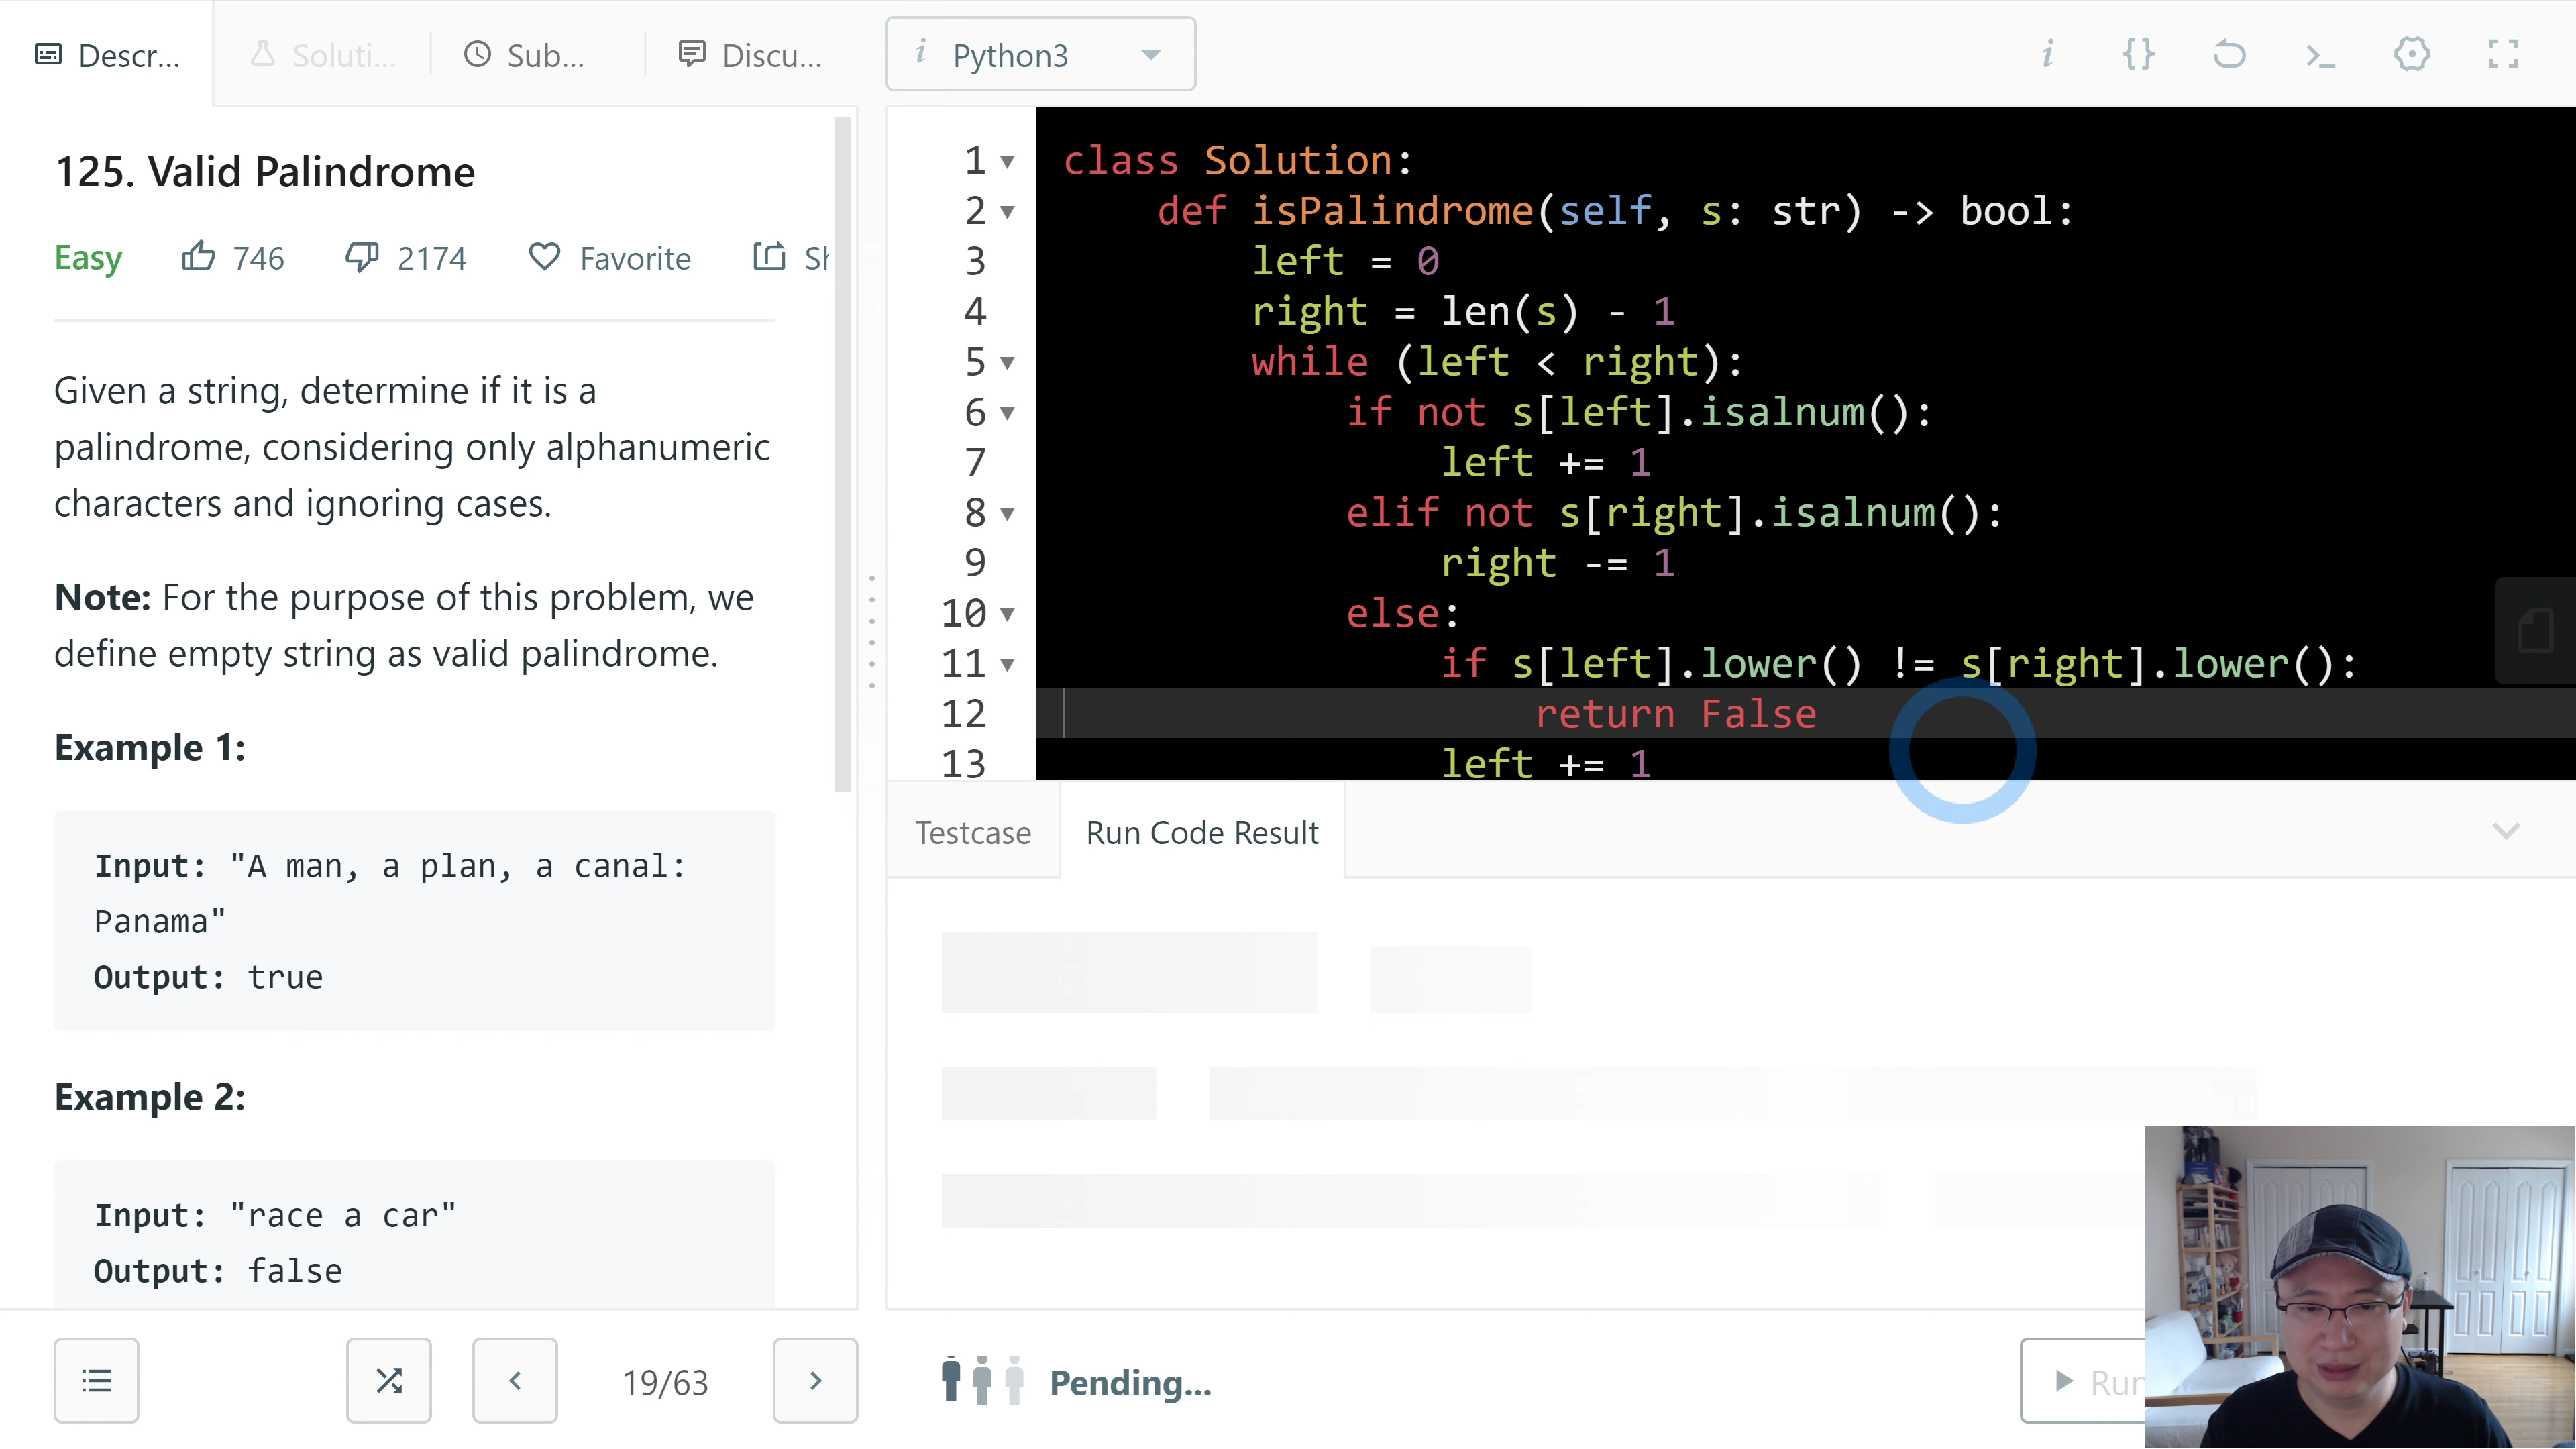 Descr...
Soluti...
Sub...
Discu...
i Python3
125. Valid Palindrome
Easy 746 2174 Favorite Sh
Given a string, determine if it is a
palindrome, considering only alphanumeric
characters and ignoring cases.
Note: For the purpose of this problem, we
define empty string as valid palindrome.
Example 1:
Input: "A man, a plan, a canal:
Panama"
Output: true
Example 2:
Input: "race a car"
Output: false
19/63
1 class Solution:
2 def isPalindrome(self, s: str) -> bool:
3 left = 0
4 right = len(s) - 1
5 while (left < right):
6 if not s[left].isalnum():
7 left += 1
8 elif not s[right].isalnum():
9 right -= 1
10 else:
11 if s[left].lower() != s[right].lower():
12 return False
13 left += 1
Testcase
Run Code Result
Pending...
Run